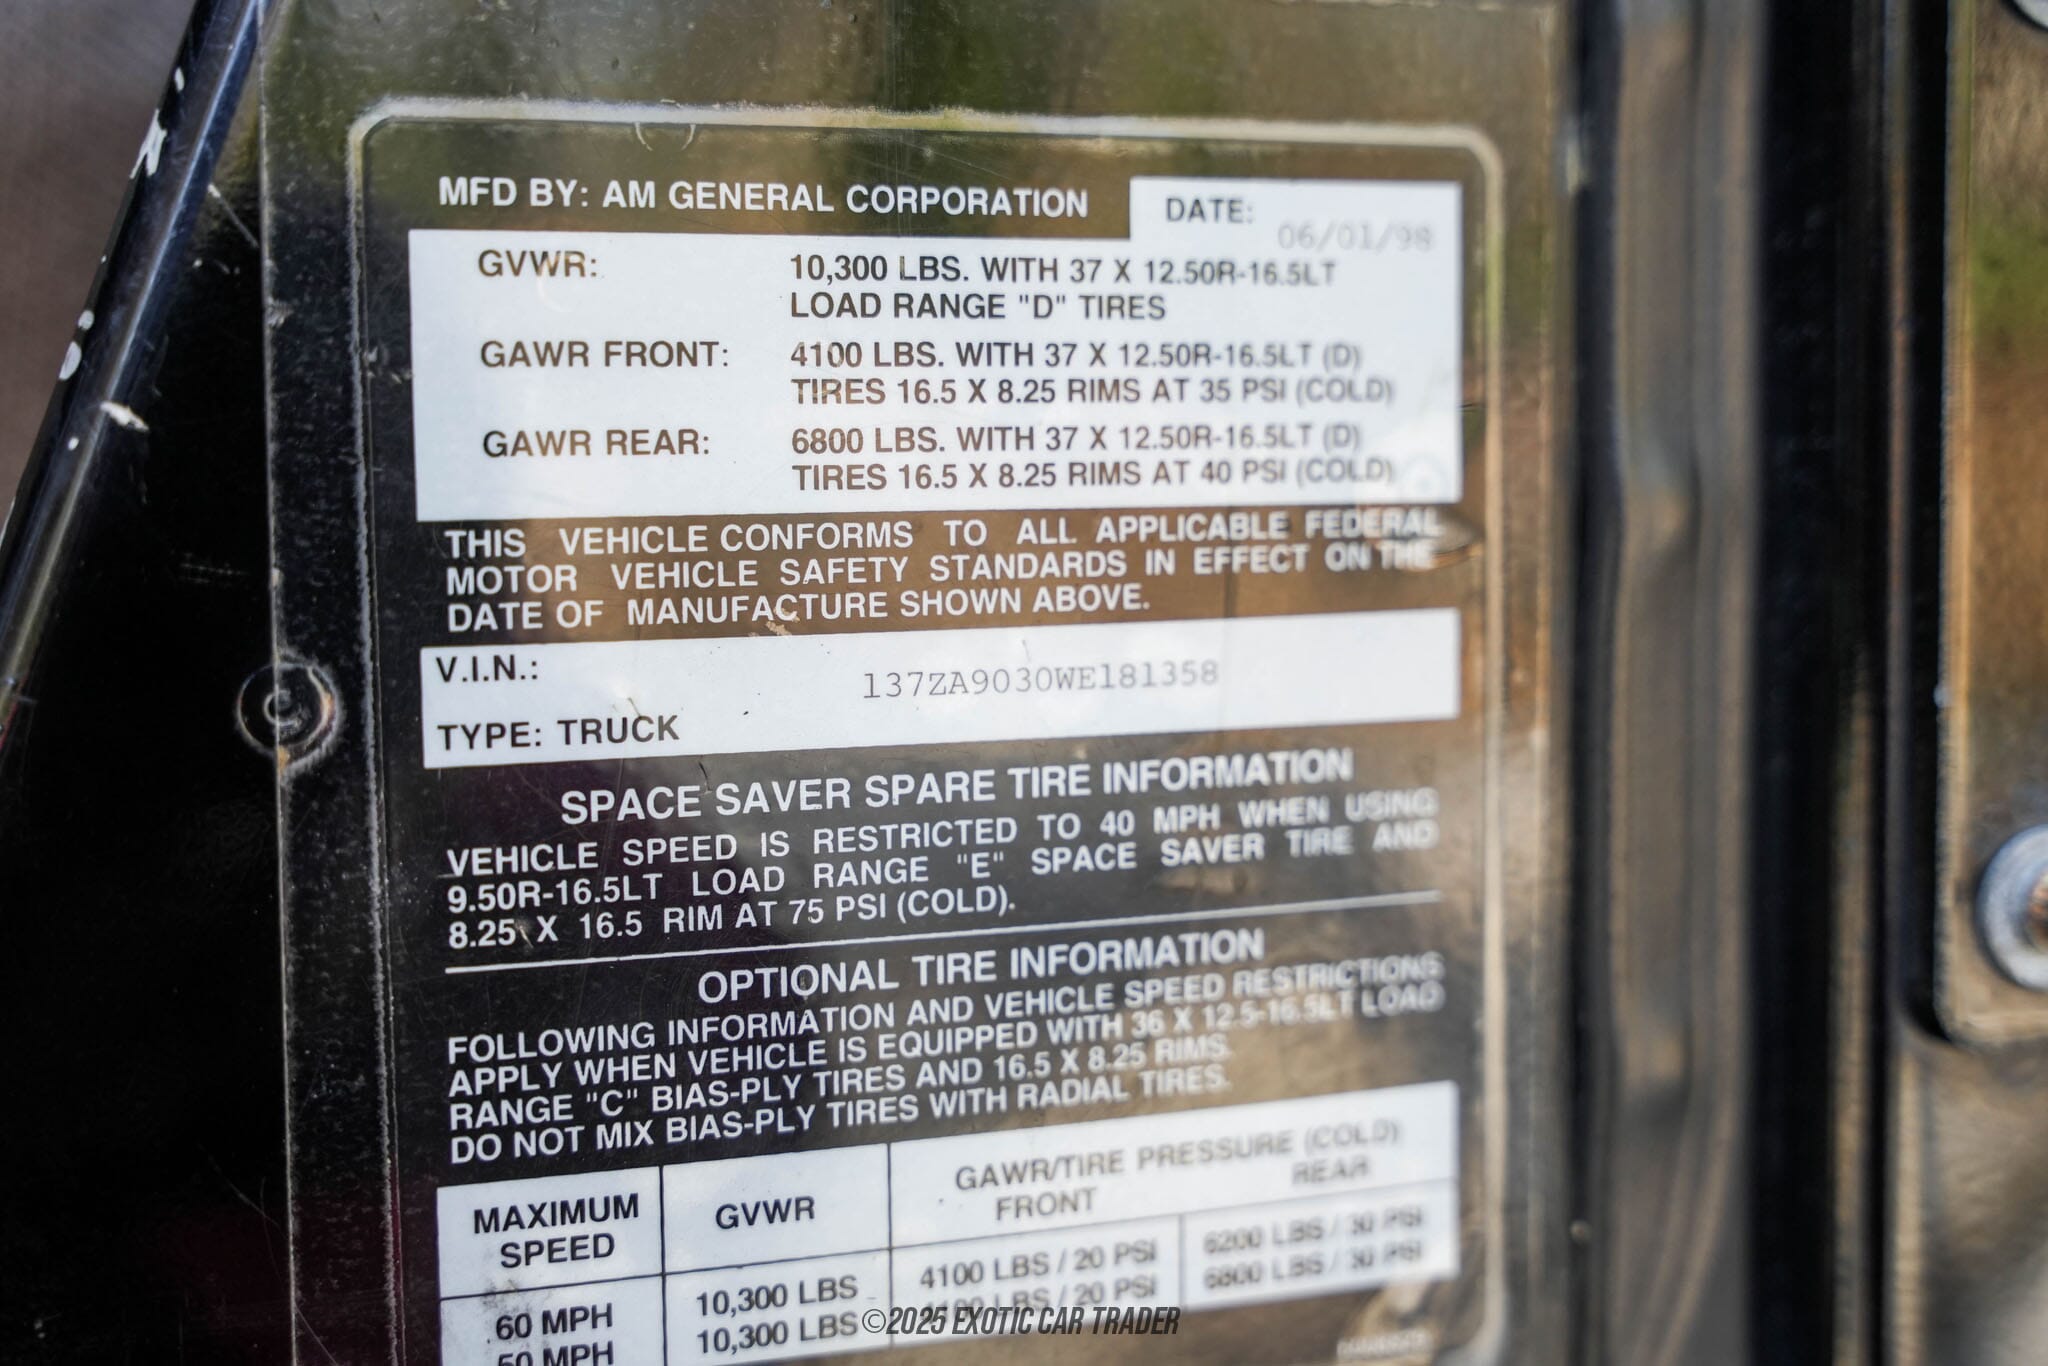 MFD BY: AM GENERAL CORPORATION
DATE: 06/01/98
GVWR: 10,300 LBS. WITH 37 X 12.50R-16.5LT
LOAD RANGE "D" TIRES
GAWR FRONT: 4100 LBS. WITH 37 X 12.50R-16.5LT (D)
TIRES 16.5 X 8.25 RIMS AT 35 PSI (COLD)
GAWR REAR: 6800 LBS. WITH 37 X 12.50R-16.5LT (D)
TIRES 16.5 X 8.25 RIMS AT 40 PSI (COLD)
THIS VEHICLE CONFORMS TO ALL APPLICABLE FEDERAL
MOTOR VEHICLE SAFETY STANDARDS IN EFFECT ON THE
DATE OF MANUFACTURE SHOWN ABOVE.
V.I.N.: 137ZA9030WE181358
TYPE: TRUCK
SPACE SAVER SPARE TIRE INFORMATION
VEHICLE SPEED IS RESTRICTED TO 40 MPH WHEN USING
9.50R-16.5LT LOAD RANGE "E" SPACE SAVER TIRE AND
8.25 X 16.5 RIM AT 75 PSI (COLD).
OPTIONAL TIRE INFORMATION
FOLLOWING INFORMATION AND VEHICLE SPEED RESTRICTIONS
APPLY WHEN VEHICLE IS EQUIPPED WITH 36 X 12.5-16.5LT LOAD
RANGE "C" BIAS-PLY TIRES AND 16.5 X 8.25 RIMS.
DO NOT MIX BIAS-PLY TIRES WITH RADIAL TIRES.
MAXIMUM
SPEED
GVWR
GAWR/TIRE PRESSURE (COLD)
FRONT REAR
60 MPH 10,300 LBS 4100 LBS / 20 PSI 6200 LBS / 30 PSI
50 MPH 10,300 LBS 4100 LBS / 20 PSI 6800 LBS / 30 PSI
©2025 EXOTIC CAR TRADER